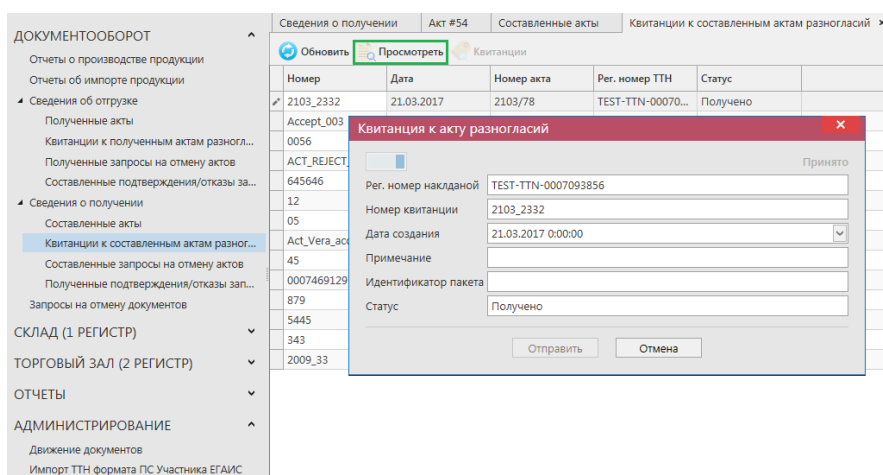 Сведения о получении Акт #54 Составленные акты Квитанции к составленным актам разногласий
ДОКУМЕНТООБОРОТ
Отчеты о производстве продукции
Отчеты об импорте продукции
Сведения об отгрузке
Полученные акты
Квитанции к полученным актам разногл...
Полученные запросы на отмену актов
Составленные подтверждения/отказы за...
Сведения о получении
Составленные акты
Квитанции к составленным актам разног...
Составленные запросы на отмену актов
Полученные подтверждения/отказы зап...
Запросы на отмену документов
СКЛАД (1 РЕГИСТР)
ТОРГОВЫЙ ЗАЛ (2 РЕГИСТР)
ОТЧЕТЫ
АДМИНИСТРИРОВАНИЕ
Движение документов
Импорт ТТН формата ПС Участника ЕГАИС
Обновить Просмотреть Квитанции
Номер Дата Номер акта Рег. номер ТТН Статус
2103_2332 21.03.2017 2103/78 TEST-TTN-00070... Получено
Accept_003
0056
ACT_REJECT_
645646
12
05
Act_Vera_acc
45
0007469129
879
5445
343
2009_33
Квитанция к акту разногласий
Принято
Рег. номер накладной TEST-TTN-0007093856
Номер квитанции 2103_2332
Дата создания 21.03.2017 0:00:00
Примечание
Идентификатор пакета
Статус Получено
Отправить Отмена